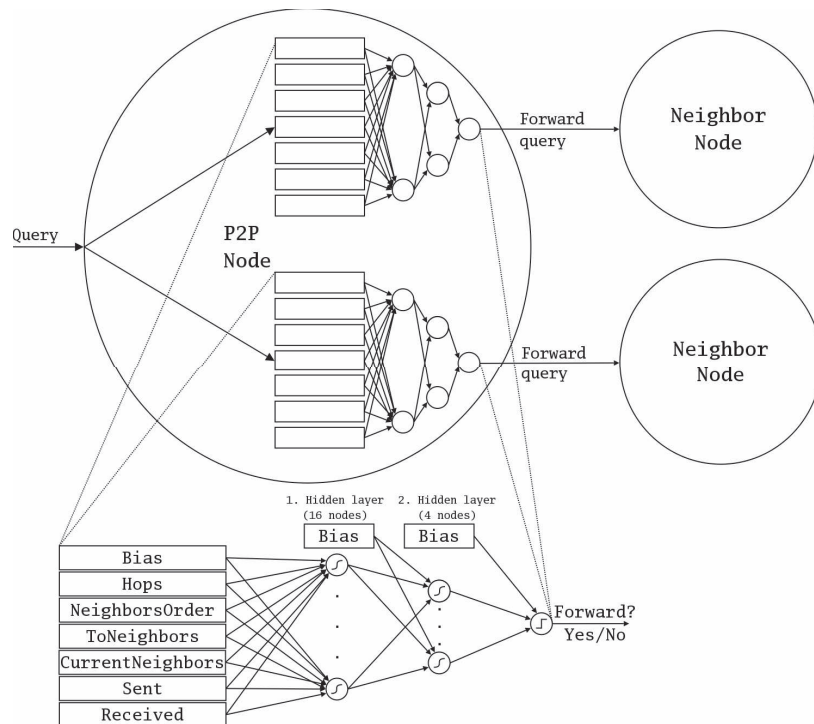 Forward
query
Neighbor
Node
Query
P2P
Node
Forward
query
Neighbor
Node
1. Hidden layer
(16 nodes)
2. Hidden layer
(4 nodes)
Bias
Bias
Bias
Hops
NeighborsOrder
ToNeighbors
CurrentNeighbors
Sent
Received
Forward?
Yes/No